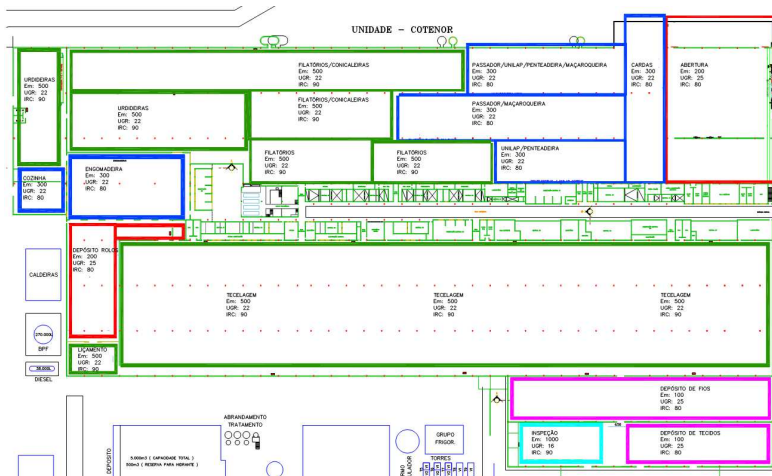 UNIDADE - COTENOR
URDIDEIRAS
Em: 500
UGR: 22
IRC: 90
FILATÓRIOS/CONICALEIRAS
Em: 500
UGR: 22
IRC: 90
PASSADOR/UNILAP/PENTEADEIRA/MAÇAROQUEIRA
Em: 300
UGR: 22
IRC: 80
CARDAS
Em: 300
UGR: 22
IRC: 80
ABERTURA
Em: 200
UGR: 25
IRC: 80
URDIDEIRAS
Em: 500
UGR: 22
IRC: 90
FILATÓRIOS/CONICALEIRAS
Em: 500
UGR: 22
IRC: 90
PASSADOR/MAÇAROQUEIRA
Em: 300
UGR: 22
IRC: 80
FILATÓRIOS
Em: 500
UGR: 22
IRC: 90
FILATÓRIOS
Em: 500
UGR: 22
IRC: 90
UNILAP/PENTEADEIRA
Em: 300
UGR: 22
IRC: 80
COZINHA
Em: 300
UGR: 22
IRC: 80
ENGOMADEIRA
Em: 300
UGR: 22
IRC: 80
DEPÓSITO ROLOS
Em: 200
UGR: 25
IRC: 80
CALDEIRAS
TECELAGEM
Em: 500
UGR: 22
IRC: 90
TECELAGEM
Em: 500
UGR: 22
IRC: 90
TECELAGEM
Em: 500
UGR: 22
IRC: 90
270.000L
BPF
LIÇAMENTO
Em: 500
UGR: 22
IRC: 90
DIESEL
DEPÓSITO DE FIOS
Em: 100
UGR: 25
IRC: 80
INSPEÇÃO
Em: 1000
UGR: 16
IRC: 90
DEPÓSITO DE TECIDOS
Em: 100
UGR: 25
IRC: 80
ABRANDAMENTO
TRATAMENTO
DEPOSITO
5.000m3 ( CAPACIDADE TOTAL )
500m3 ( RESERVA PARA HIDRANTE )
GRUPO
FRIGOR.
TORRES